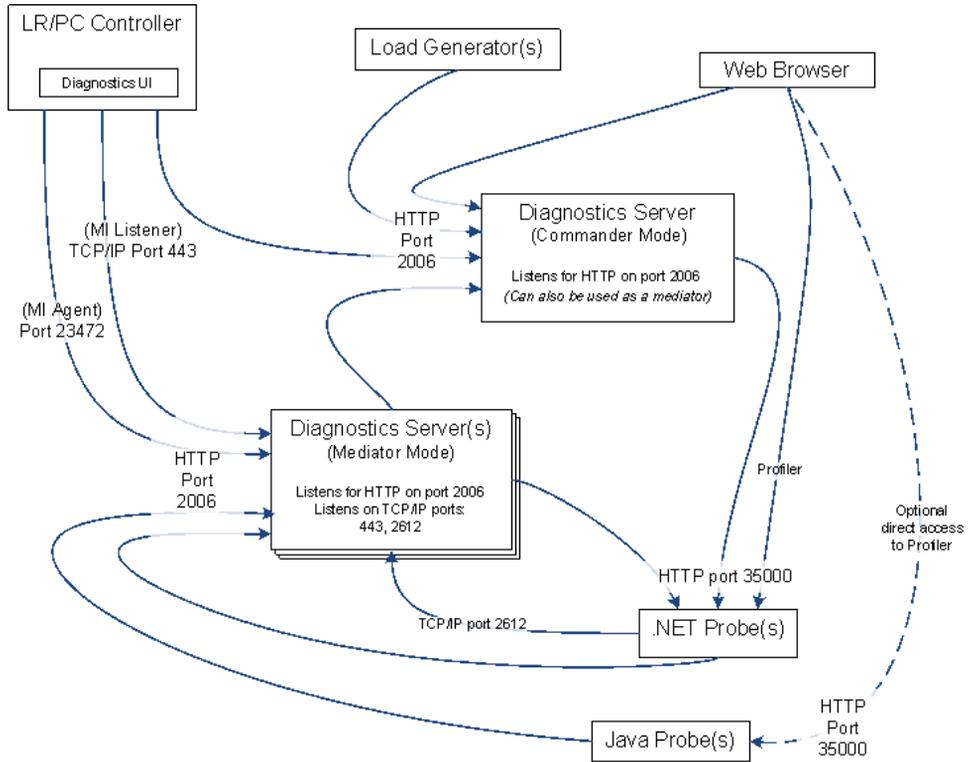 LR/PC Controller
Diagnostics UI
Load Generator(s)
Web Browser
(MI Listener)
TCP/IP Port 443
(MI Agent)
Port 23472
HTTP
Port
2006
Diagnostics Server
(Commander Mode)
Listens for HTTP on port 2006
(Can also be used as a mediator)
Diagnostics Server(s)
(Mediator Mode)
Listens for HTTP on port 2006
Listens on TCP/IP ports:
443, 2612
HTTP
Port
2006
Profiler
Optional
direct access
to Profiler
HTTP port 35000
TCP/IP port 2612
.NET Probe(s)
Java Probe(s)
HTTP
Port
35000